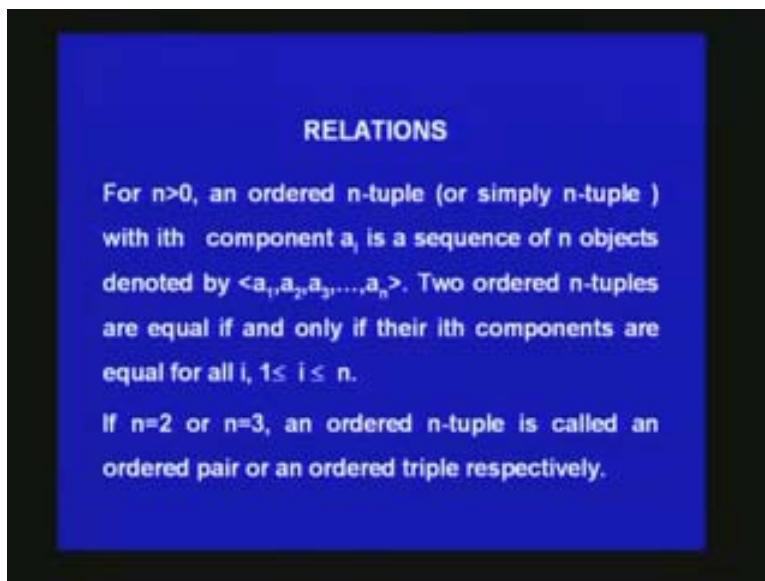 RELATIONS
For n>0, an ordered n-tuple (or simply n-tuple )
with ith component aᵢ is a sequence of n objects
denoted by <a₁,a₂,a₃,...,aₙ>. Two ordered n-tuples
are equal if and only if their ith components are
equal for all i, 1≤ i ≤ n.
If n=2 or n=3, an ordered n-tuple is called an
ordered pair or an ordered triple respectively.